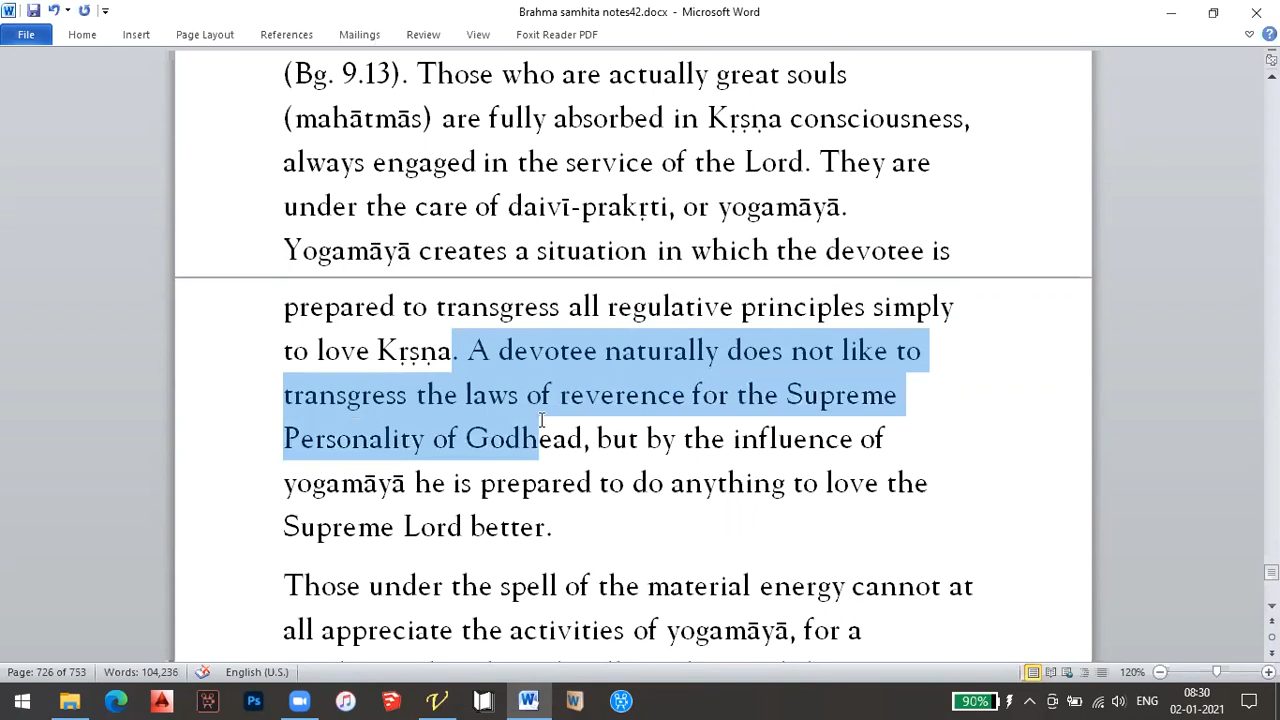 Brahma samhita notes42.docx - Microsoft Word
File Home Insert Page Layout References Mailings Review View Foxit Reader PDF
(Bg. 9.13). Those who are actually great souls
(mahātmās) are fully absorbed in Kṛṣṇa consciousness,
always engaged in the service of the Lord. They are
under the care of daivī-prakṛti, or yogamāyā.
Yogamāyā creates a situation in which the devotee is
prepared to transgress all regulative principles simply
to love Kṛṣṇa. A devotee naturally does not like to
transgress the laws of reverence for the Supreme
Personality of Godhead, but by the influence of
yogamāyā he is prepared to do anything to love the
Supreme Lord better.
Those under the spell of the material energy cannot at
all appreciate the activities of yogamāyā, for a
Page: 726 of 753 Words: 104,236 English (U.S.) 120%
90% ENG 08:30
02-01-2021